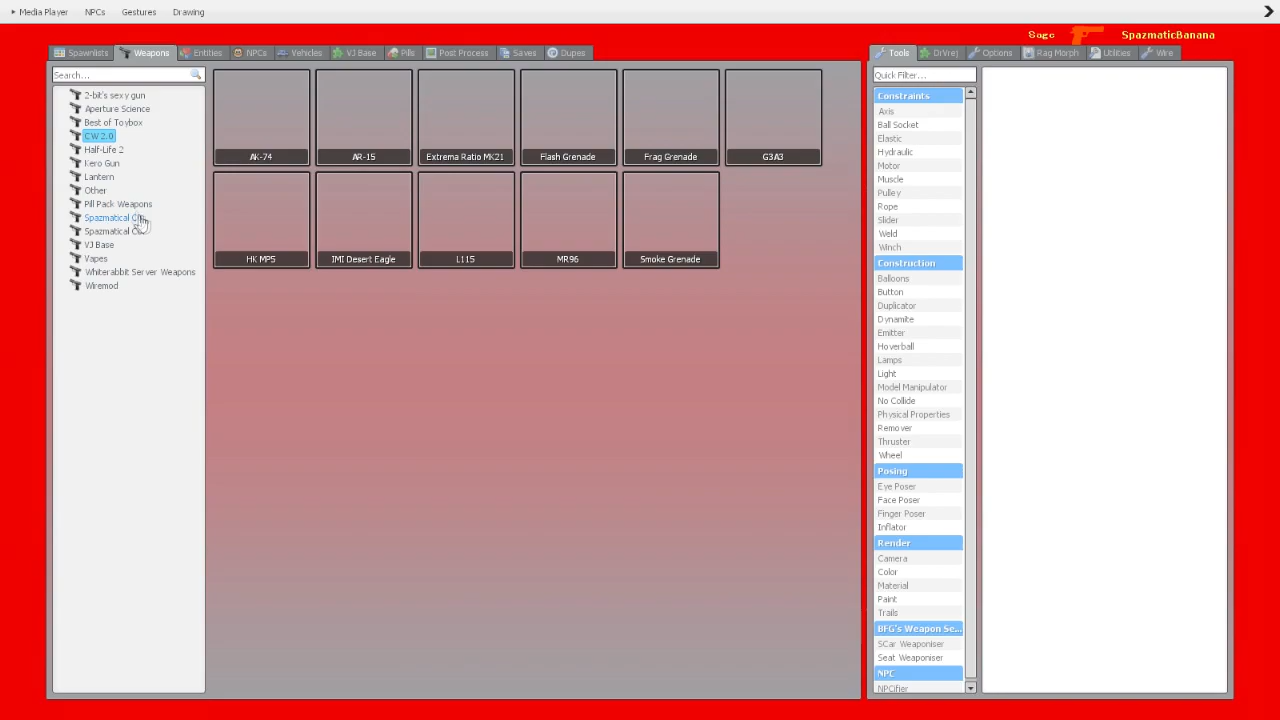 Media Player NPCs Gestures Drawing
Sage SpazmaticBanana
Spawnlists Weapons Entities NPCs Vehicles VJ Base Pills Post Process Saves Dupes
Search...
2-bit's sexy gun
Aperture Science
Best of Toybox
CW 2.0
Half-Life 2
Kero Gun
Lantern
Other
Pill Pack Weapons
Spazmatical
Spazmatical
VJ Base
Vapes
Whiterabbit Server Weapons
Wiremod
AK-74 AR-15 Extrema Ratio MK21 Flash Grenade Frag Grenade G3A3
HK MP5 IMI Desert Eagle L115 MR96 Smoke Grenade
Tools DrVrej Options Rag Morph Utilities Wire
Quick Filter...
Constraints
Axis
Ball Socket
Elastic
Hydraulic
Motor
Muscle
Pulley
Rope
Slider
Weld
Winch
Construction
Balloons
Button
Duplicator
Dynamite
Emitter
Hoverball
Lamps
Light
Model Manipulator
No Collide
Physical Properties
Remover
Thruster
Wheel
Posing
Eye Poser
Face Poser
Finger Poser
Inflator
Render
Camera
Color
Material
Paint
Trails
BFG's Weapon Se...
SCar Weaponiser
Seat Weaponiser
NPC
NPCifier